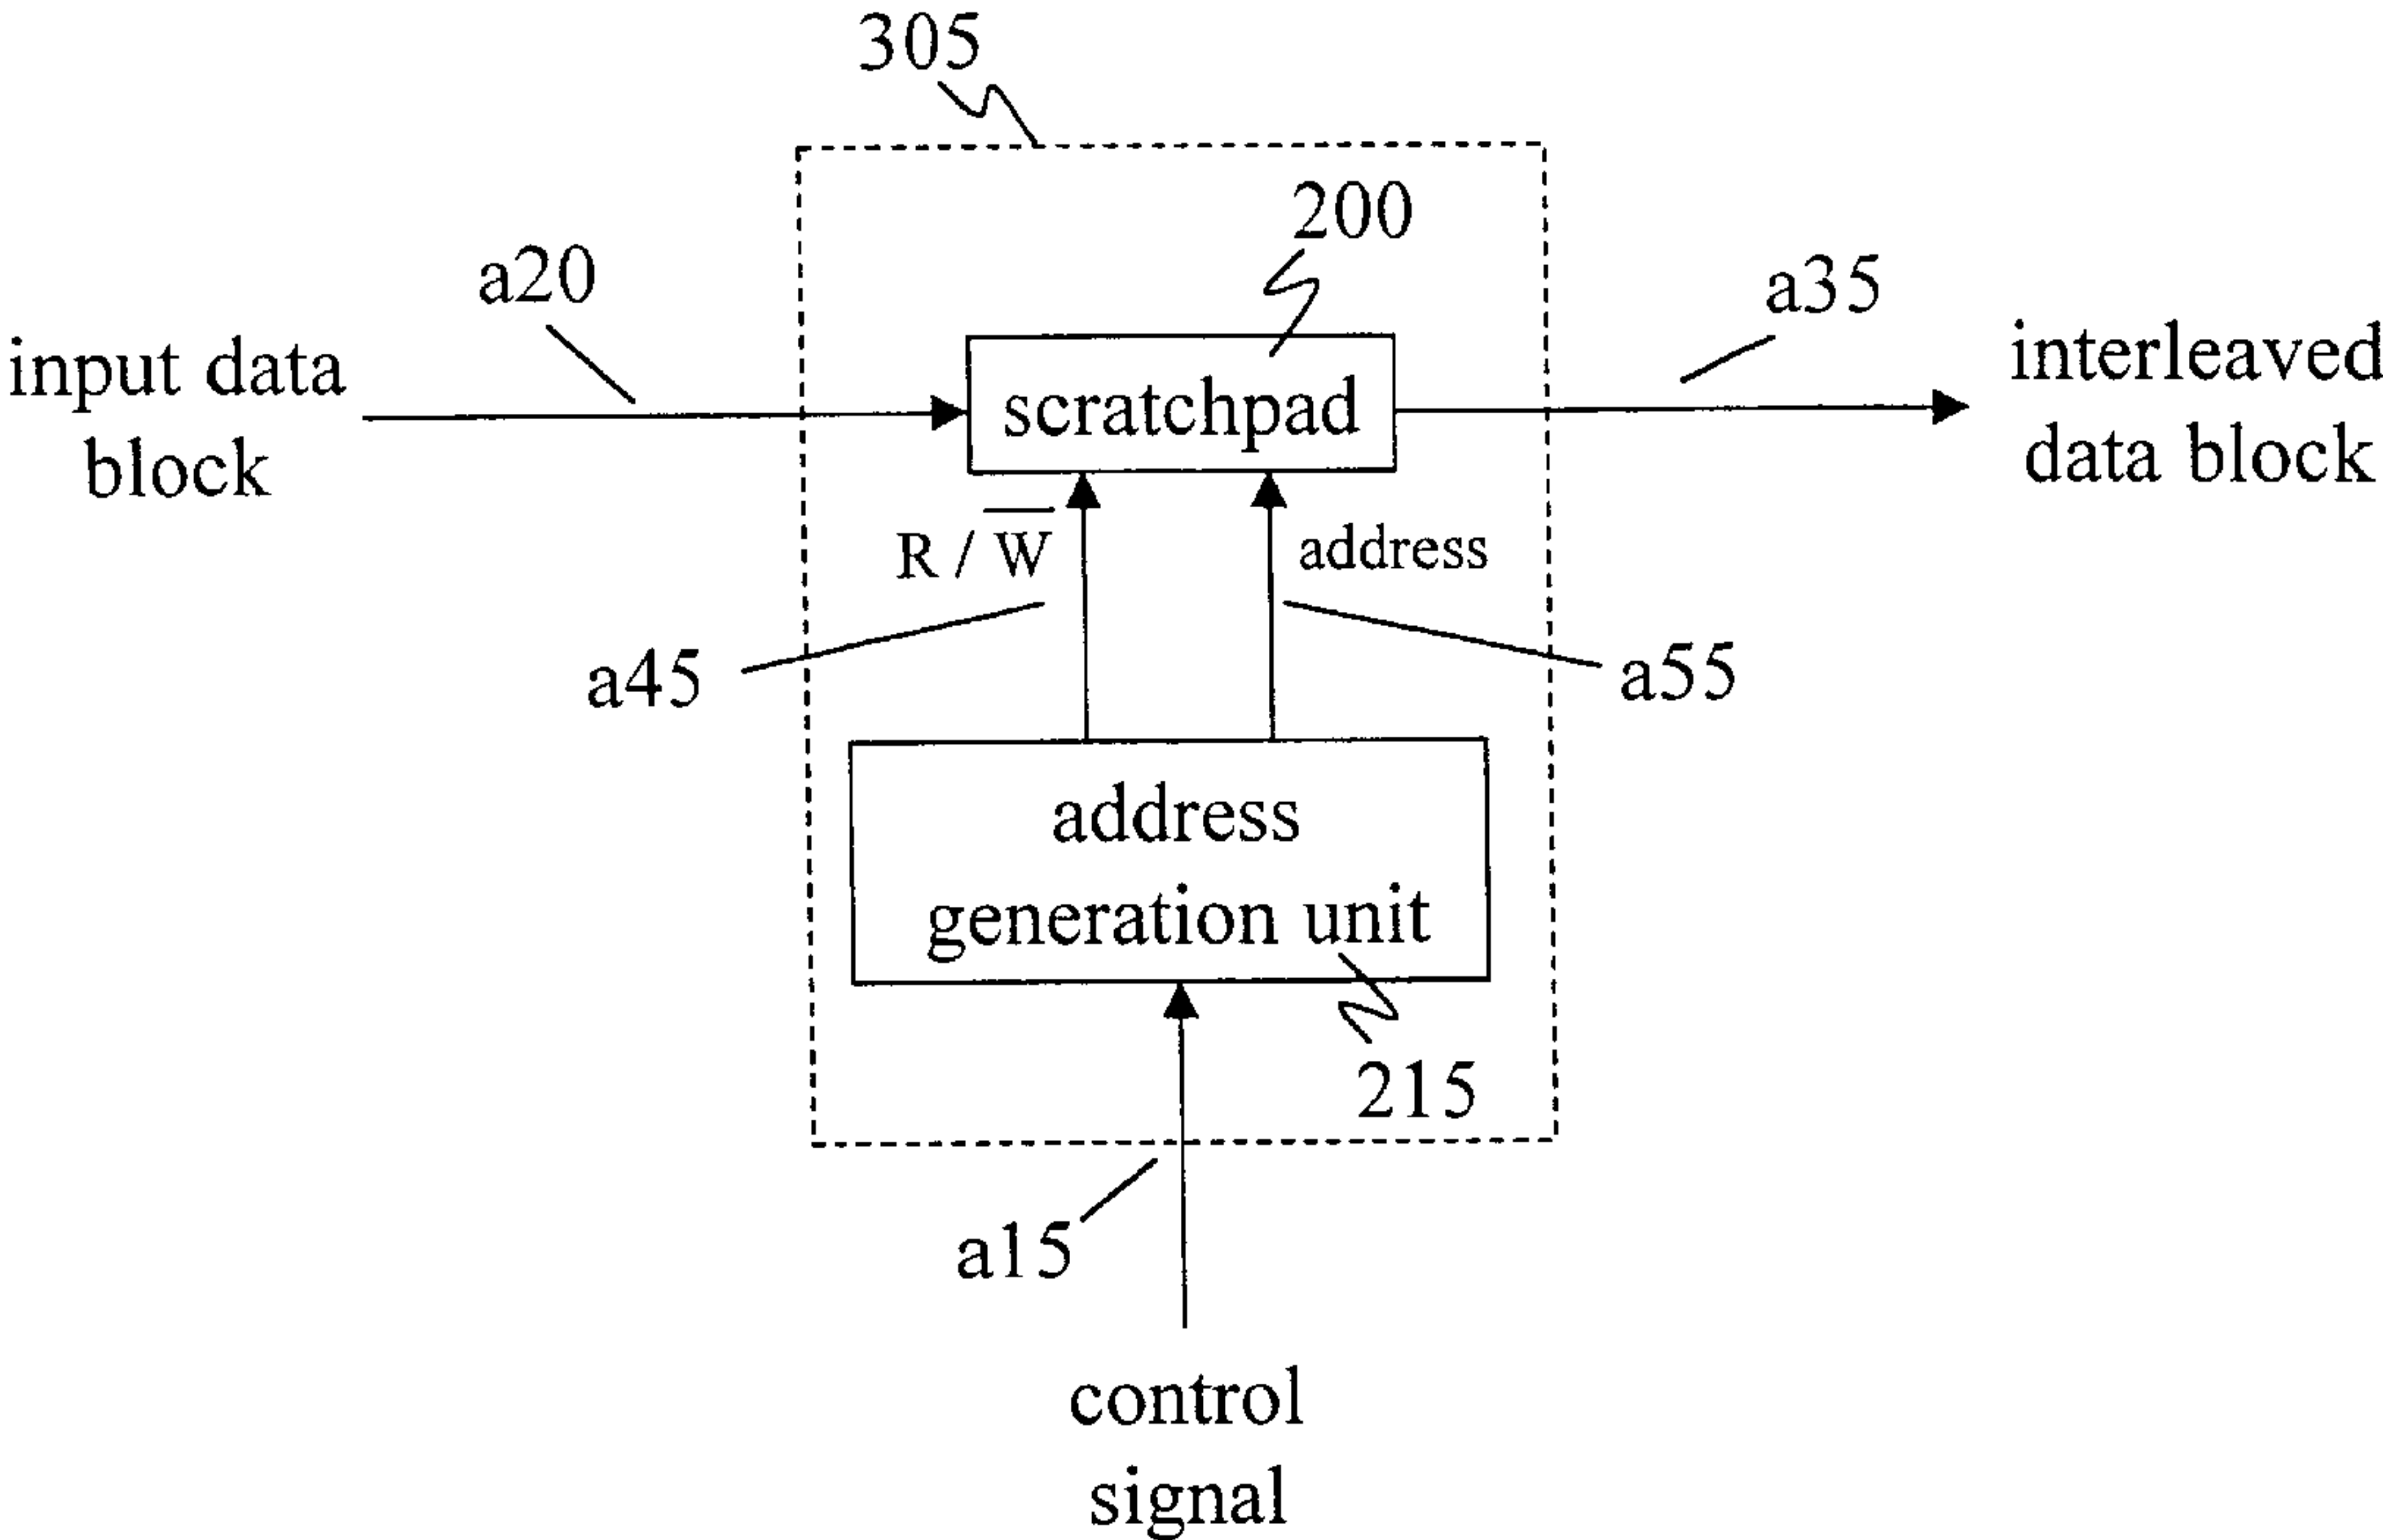 305
200
a20
a35
input data
block
scratchpad
interleaved
data block
R / W̅
address
a45
a55
address
generation unit
215
a15
control
signal